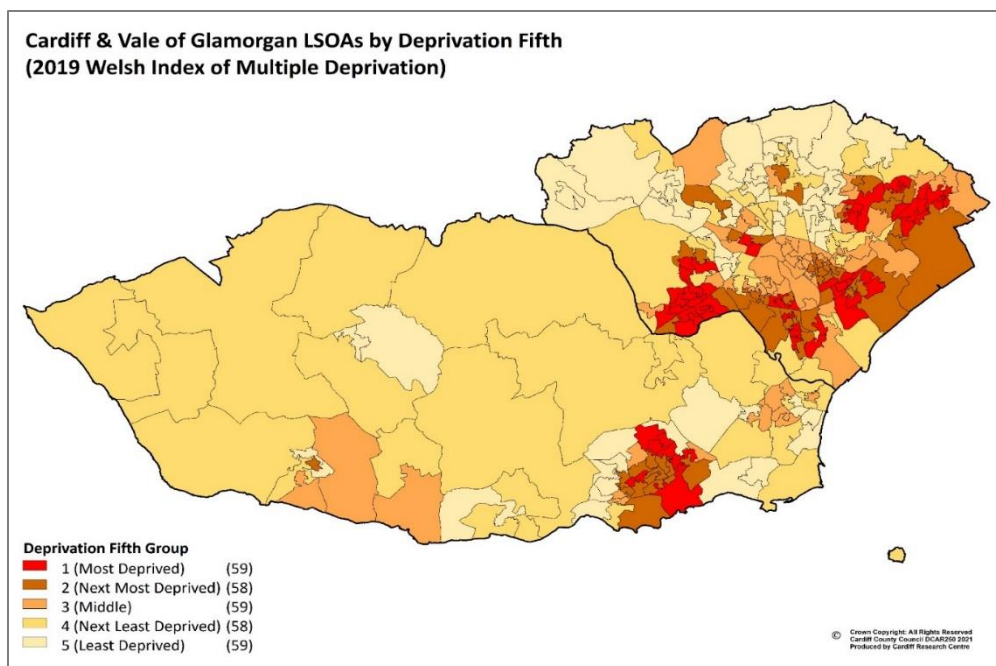 Cardiff & Vale of Glamorgan LSOAs by Deprivation Fifth
(2019 Welsh Index of Multiple Deprivation)
Deprivation Fifth Group
1 (Most Deprived) (59)
2 (Next Most Deprived) (58)
3 (Middle) (59)
4 (Next Least Deprived) (58)
5 (Least Deprived) (59)
© Crown Copyright: All Rights Reserved
Cardiff County Council DCAR250 2021
Produced by Cardiff Research Centre